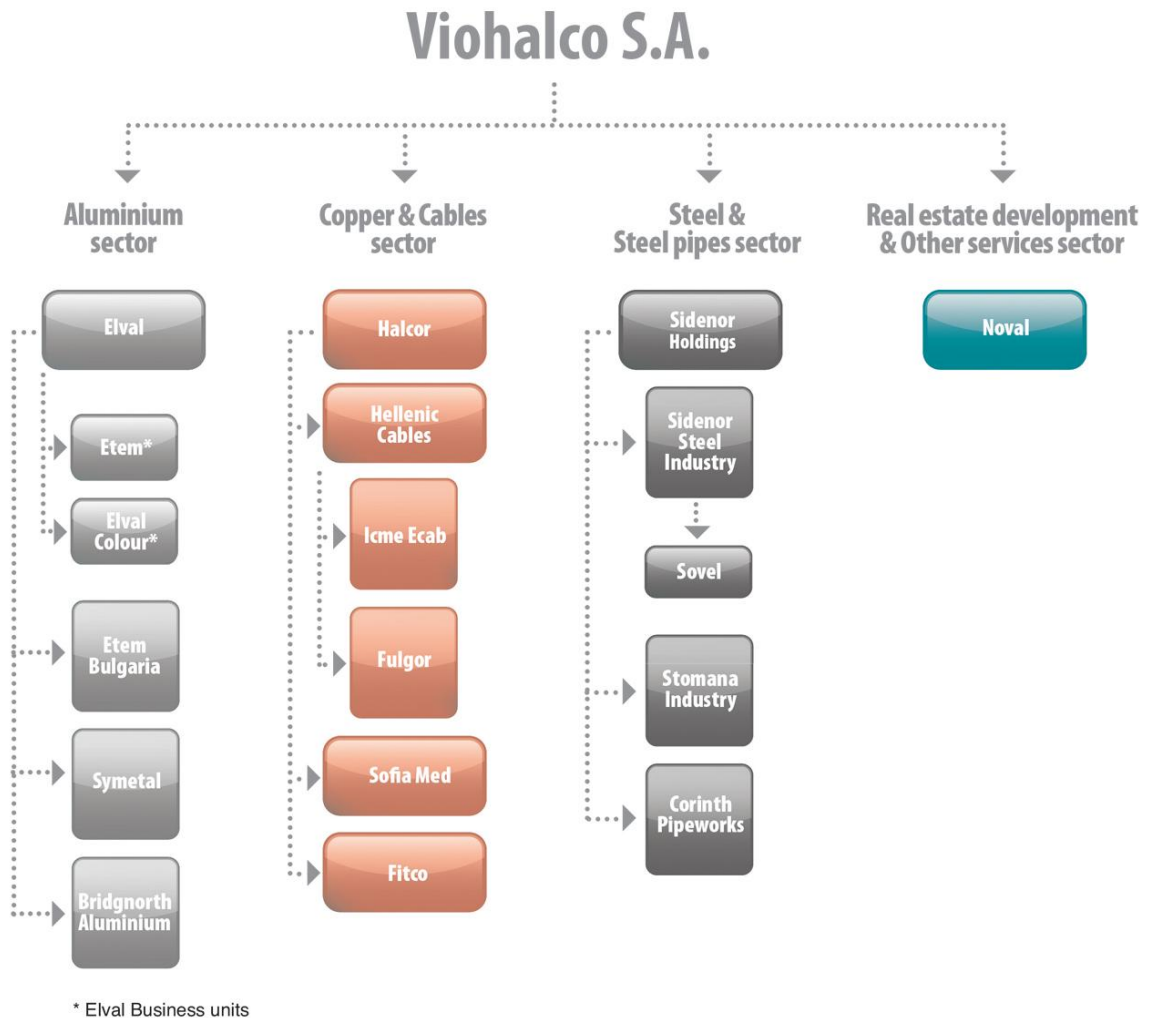 Viohalco S.A.
Aluminium
sector
Elval
Etem*
Elval
Colour*
Etem
Bulgaria
Symetal
Bridgnorth
Aluminium
Copper & Cables
sector
Halcor
Hellenic
Cables
Icme Ecab
Fulgor
Sofia Med
Fitco
Steel &
Steel pipes sector
Sidenor
Holdings
Sidenor
Steel
Industry
Sovel
Stomana
Industry
Corinth
Pipeworks
Real estate development
& Other services sector
Noval
* Elval Business units